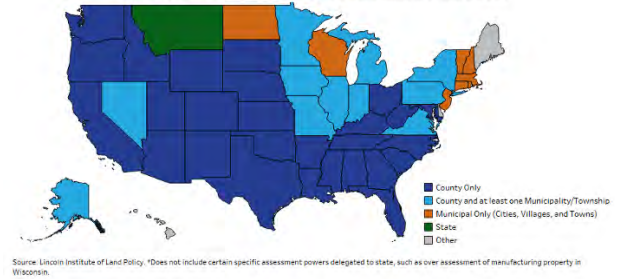 County Only
County and at least one Municipality/Township
Municipal Only (Cities, Villages, and Towns)
State
Other
Source: Lincoln Institute of Land Policy. *Does not include certain specific assessment powers delegated to state, such as over assessment of manufacturing property in
Wisconsin.